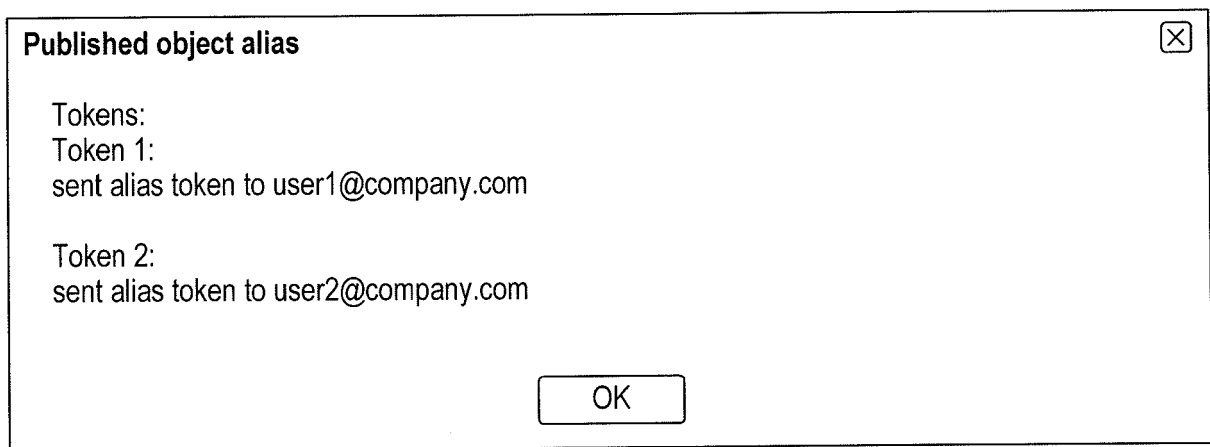 Published object alias
Tokens:
Token 1:
sent alias token to user1@company.com
Token 2:
sent alias token to user2@company.com
OK